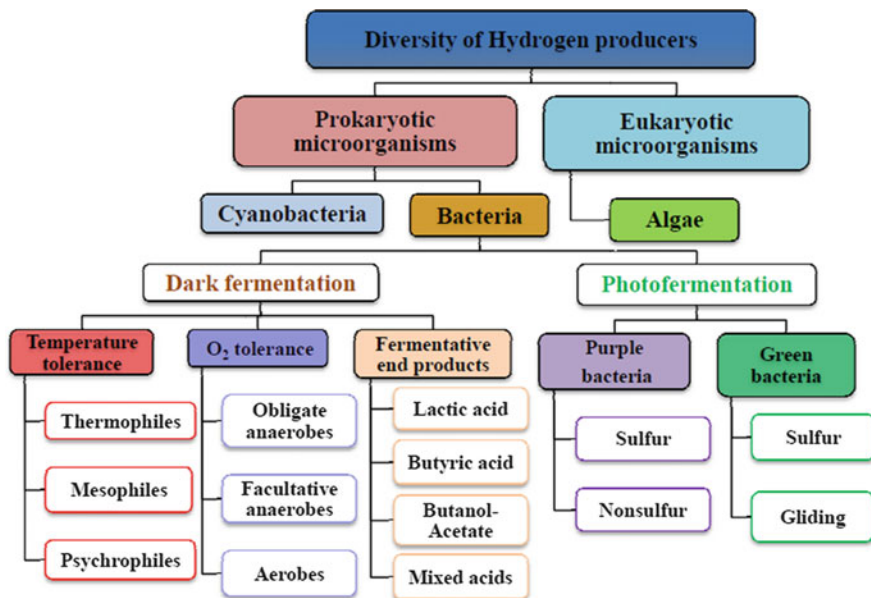 Diversity of Hydrogen producers
Prokaryotic
microorganisms
Eukaryotic
microorganisms
Cyanobacteria
Bacteria
Algae
Dark fermentation
Photofermentation
Temperature
tolerance
O₂ tolerance
Fermentative
end products
Purple
bacteria
Green
bacteria
Thermophiles
Mesophiles
Psychrophiles
Obligate
anaerobes
Facultative
anaerobes
Aerobes
Lactic acid
Butyric acid
Butanol-
Acetate
Mixed acids
Sulfur
Nonsulfur
Sulfur
Gliding